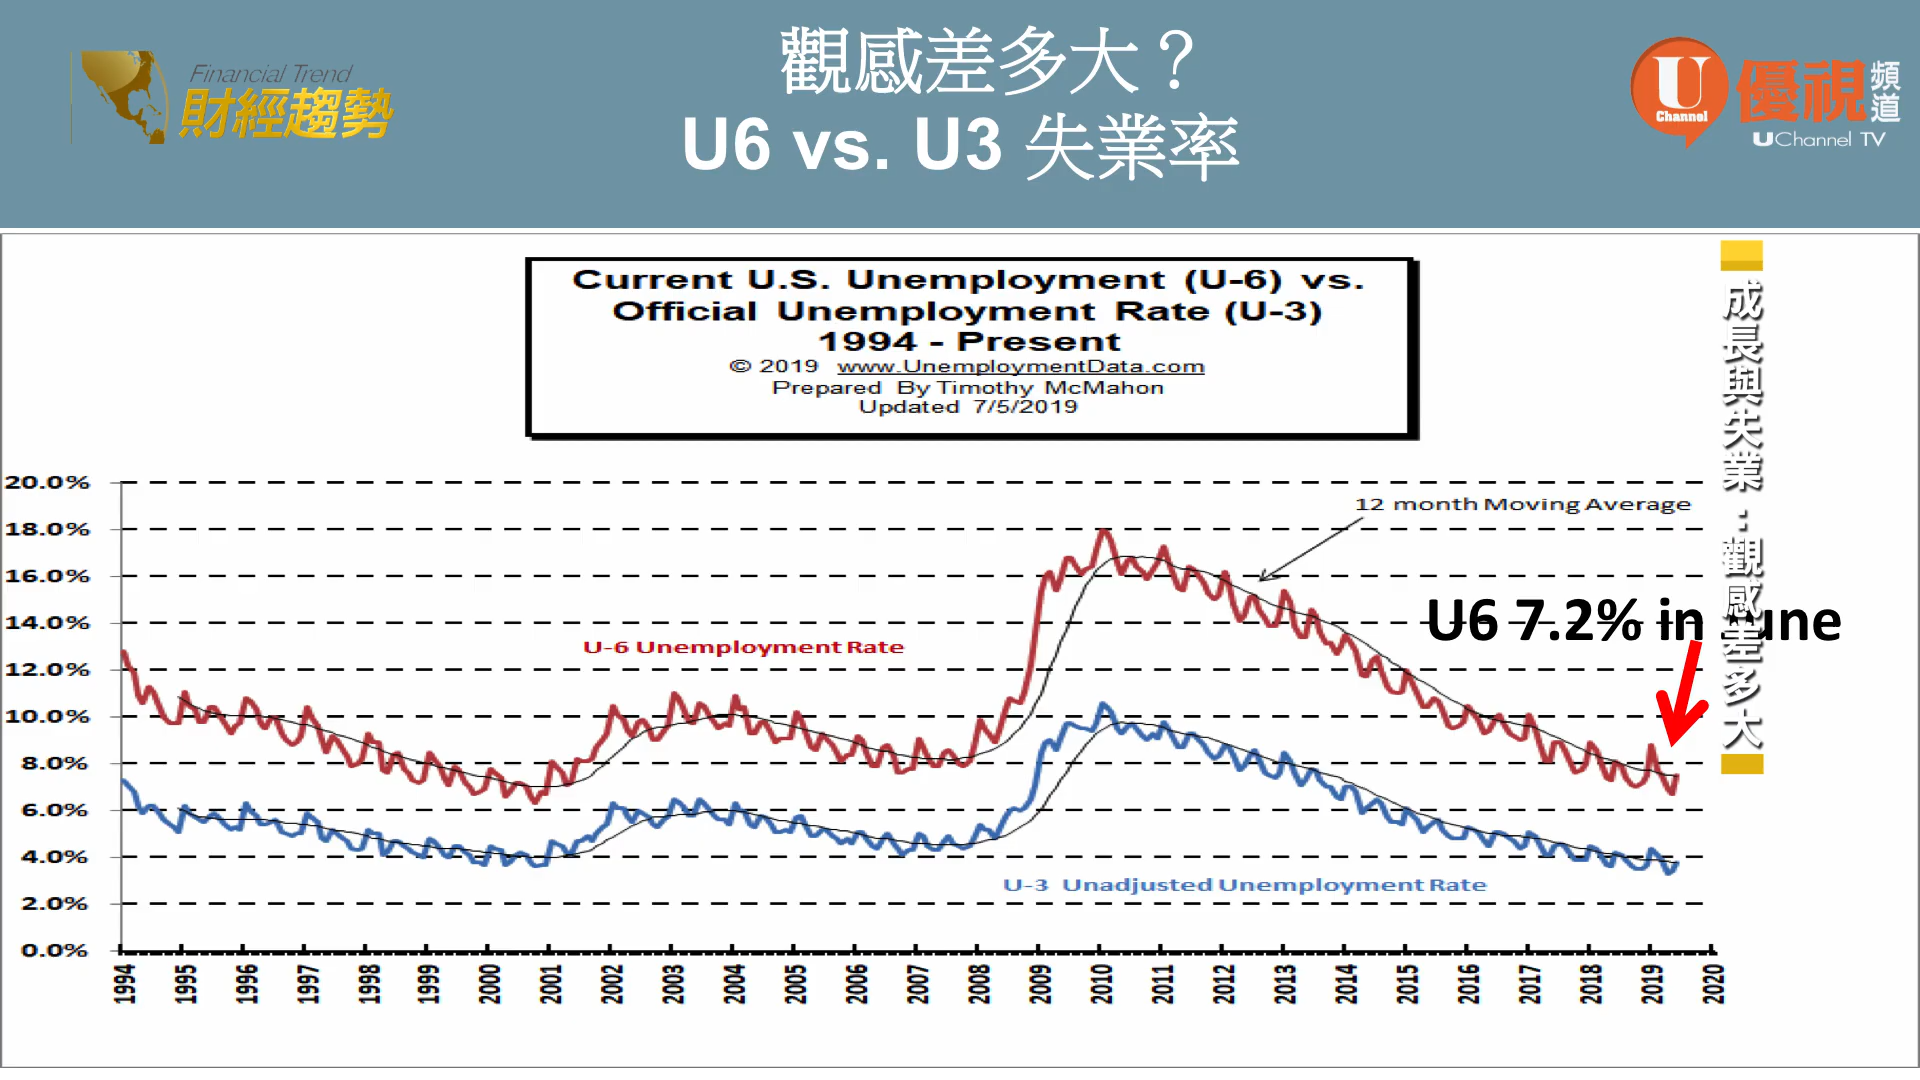 觀感差多大？
U6 vs. U3 失業率
Financial Trend
財經趨勢
U
Channel
優視
頻道
UChannel TV
Current U.S. Unemployment (U-6) vs.
Official Unemployment Rate (U-3)
1994 - Present
© 2019 www.UnemploymentData.com
Prepared By Timothy McMahon
Updated 7/5/2019
成長與失業：觀感差多大
20.0%
18.0%
16.0%
14.0%
12.0%
10.0%
8.0%
6.0%
4.0%
2.0%
0.0%
12 month Moving Average
U6 7.2% in June
U-6 Unemployment Rate
U-3 Unadjusted Unemployment Rate
1994
1995
1996
1997
1998
1999
2000
2001
2002
2003
2004
2005
2006
2007
2008
2009
2010
2011
2012
2013
2014
2015
2016
2017
2018
2019
2020